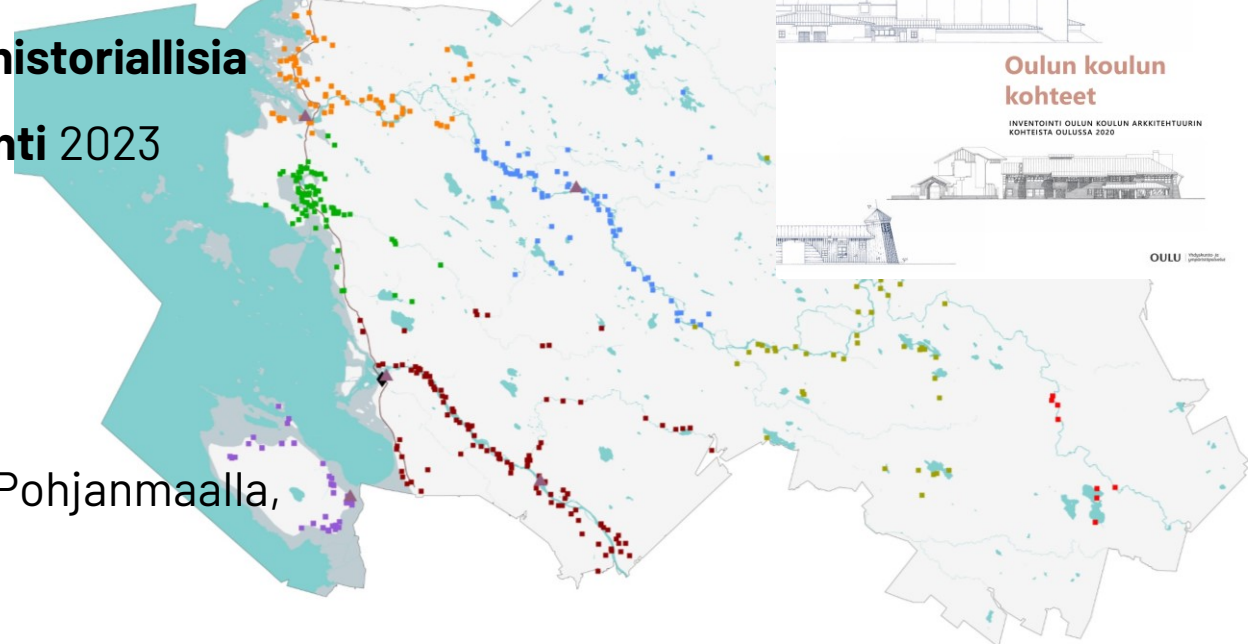 historiallisia
nti 2023
Pohjanmaalla,
Oulun koulun
kohteet
INVENTOINTI OULUN KOULUN ARKKITEHTUURIN
KOHTEISTA OULUSSA 2020
OULU